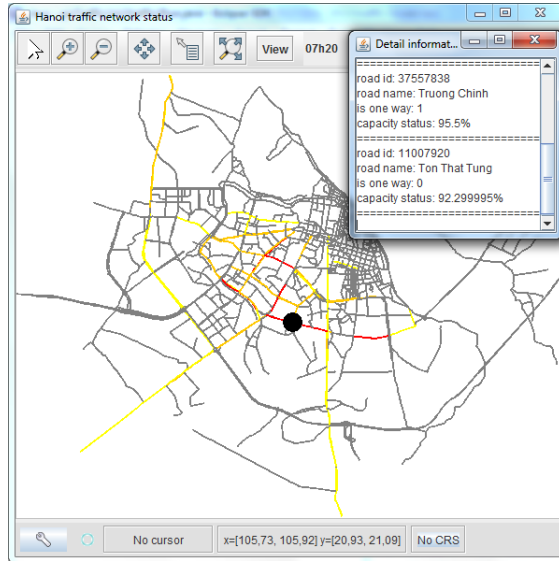 Hanoi traffic network status
View
07h20
Detail informat...
==========================
road id: 37557838
road name: Truong Chinh
is one way: 1
capacity status: 95.5%
==========================
road id: 11007920
road name: Ton That Tung
is one way: 0
capacity status: 92.299995%
==========================
No cursor
x=[105,73, 105,92] y=[20,93, 21,09]
No CRS